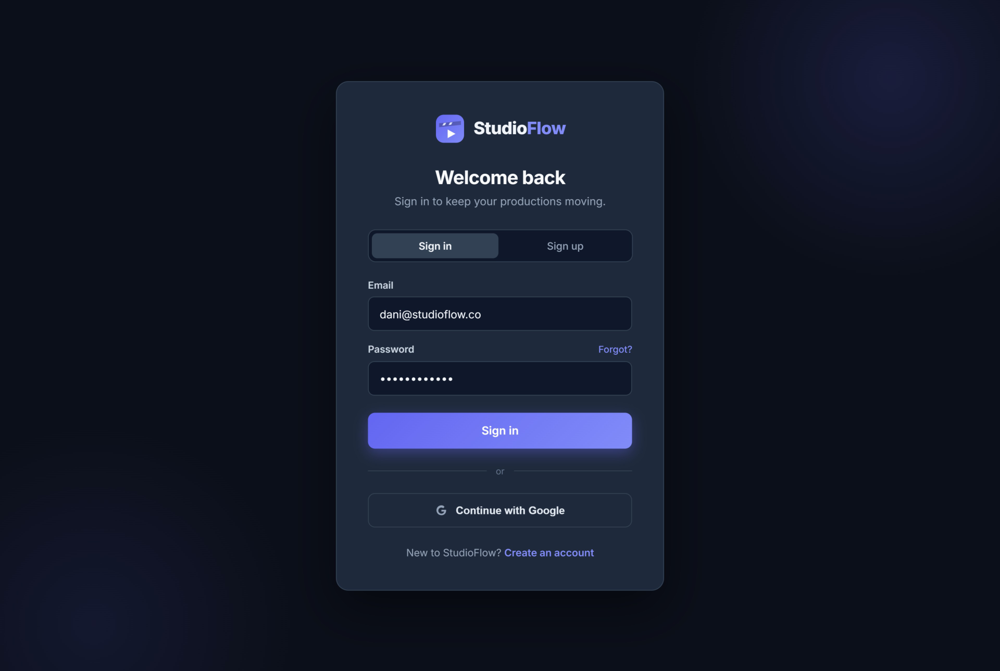 StudioFlow
Welcome back
Sign in to keep your productions moving.
Sign in Sign up
Email
dani@studioflow.co
Password Forgot?
••••••••••••
Sign in
or
G Continue with Google
New to StudioFlow? Create an account